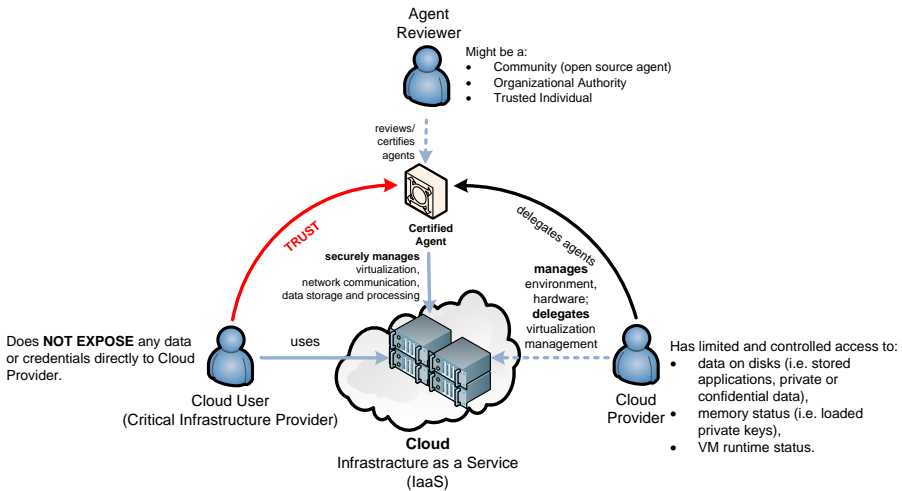 Agent
Reviewer
Might be a:
• Community (open source agent)
• Organizational Authority
• Trusted Individual
reviews/
certifies
agents
TRUST
delegates agents
Certified
Agent
securely manages
virtualization,
network communication,
data storage and processing
manages
environment,
hardware;
delegates
virtualization
management
Does NOT EXPOSE any data
or credentials directly to Cloud
Provider.
uses
Cloud User
(Critical Infrastructure Provider)
Cloud
Infrastracture as a Service
(IaaS)
Cloud
Provider
Has limited and controlled access to:
• data on disks (i.e. stored
applications, private or
confidential data),
• memory status (i.e. loaded
private keys),
• VM runtime status.